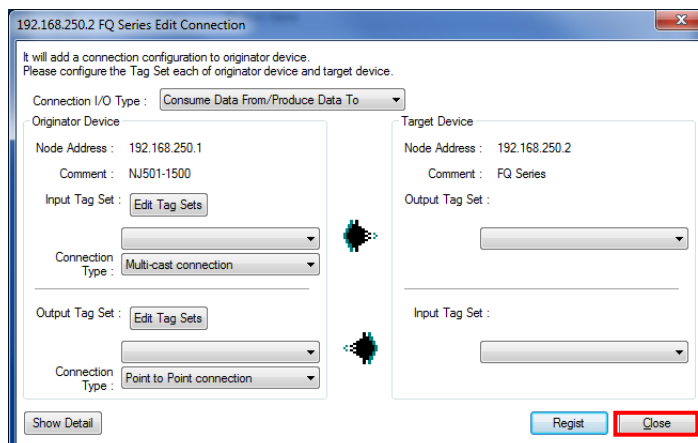 192.168.250.2 FQ Series Edit Connection
It will add a connection configuration to originator device.
Please configure the Tag Set each of originator device and target device.
Connection I/O Type : Consume Data From/Produce Data To
Originator Device
Node Address : 192.168.250.1
Comment : NJ501-1500
Input Tag Set : Edit Tag Sets
Connection Type : Multi-cast connection
Output Tag Set : Edit Tag Sets
Connection Type : Point to Point connection
Target Device
Node Address : 192.168.250.2
Comment : FQ Series
Output Tag Set :
Input Tag Set :
Show Detail
Regist
Close